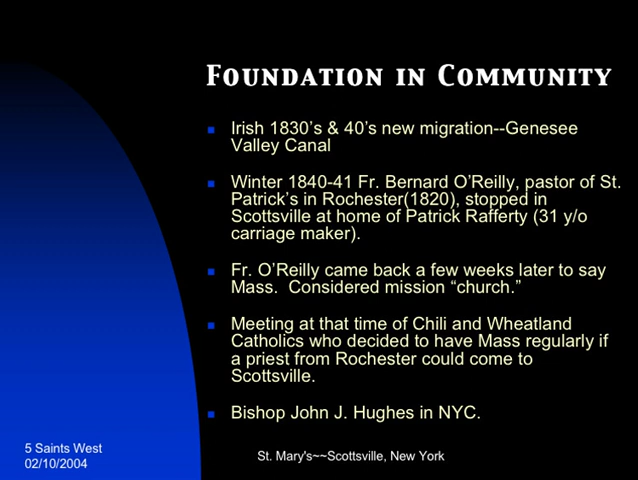 FOUNDATION IN COMMUNITY
Irish 1830's & 40's new migration--Genesee
Valley Canal
Winter 1840-41 Fr. Bernard O'Reilly, pastor of St.
Patrick's in Rochester(1820), stopped in
Scottsville at home of Patrick Rafferty (31 y/o
carriage maker).
Fr. O'Reilly came back a few weeks later to say
Mass.  Considered mission “church.”
Meeting at that time of Chili and Wheatland
Catholics who decided to have Mass regularly if
a priest from Rochester could come to
Scottsville.
Bishop John J. Hughes in NYC.
5 Saints West
02/10/2004
St. Mary's~~Scottsville, New York